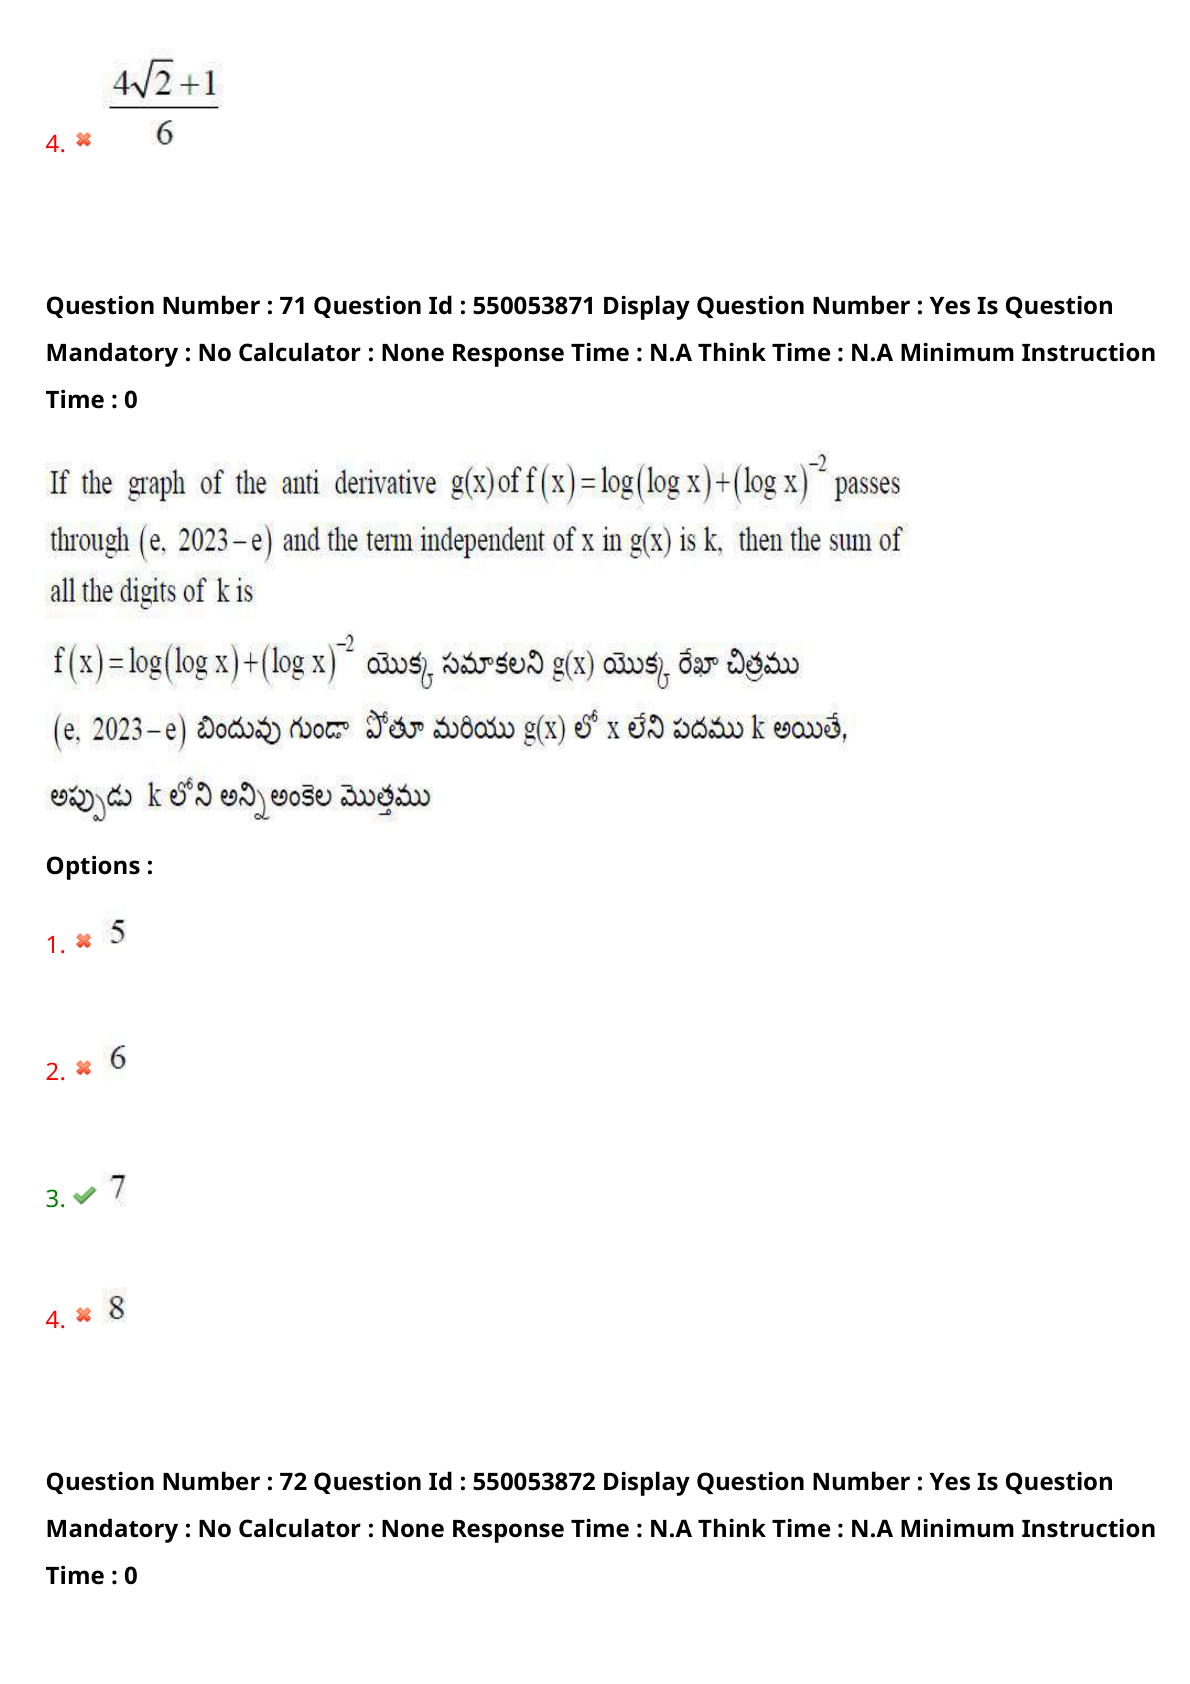 4. (4√2+1)/6
Question Number : 71 Question Id : 550053871 Display Question Number : Yes Is Question
Mandatory : No Calculator : None Response Time : N.A Think Time : N.A Minimum Instruction
Time : 0
If the graph of the anti derivative g(x) of f(x)=log(log x)+(log x)⁻² passes
through (e, 2023−e) and the term independent of x in g(x) is k, then the sum of
all the digits of k is
f(x)=log(log x)+(log x)⁻² యొక్క సమాకలని g(x) యొక్క రేఖా చిత్రము
(e, 2023−e) బిందువు గుండా పోతూ మరియు g(x) లో x లేని పదము k అయితే,
అప్పుడు k లోని అన్ని అంకెల మొత్తము
Options :
1. 5
2. 6
3. 7
4. 8
Question Number : 72 Question Id : 550053872 Display Question Number : Yes Is Question
Mandatory : No Calculator : None Response Time : N.A Think Time : N.A Minimum Instruction
Time : 0